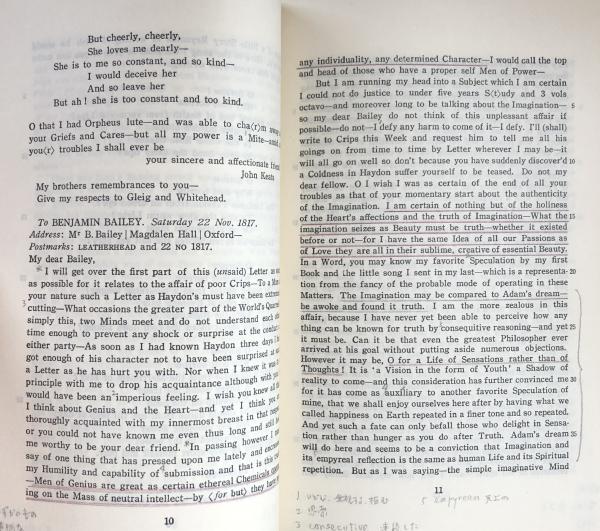 But cheerly, cheerly,
She loves me dearly—
She is to me so constant, and so kind—
I would deceive her
And so leave her
But ah! she is too constant and too kind.
O that I had Orpheus lute—and was able to cha(r)m away
your Griefs and Cares—but all my power is a Mite—amid
you(r) troubles I shall ever be
your sincere and affectionate friend
John Keats
My brothers remembrances to you—
Give my respects to Gleig and Whitehead.
To BENJAMIN BAILEY. Saturday 22 Nov. 1817.
Address: Mr B. Bailey | Magdalen Hall | Oxford—
Postmarks: LEATHERHEAD and 22 NO 1817.
My dear Bailey,
I will get over the first part of this (unsaid) Letter as soon
as possible for it relates to the affair of poor Crips—To a Man
your nature such a Letter as Haydon's must have been extreme
cutting—What occasions the greater part of the World's Quarrels
simply this, two Minds meet and do not understand each other
time enough to prevent any shock or surprise at the conduct
either party—As soon as I had known Haydon three days I
got enough of his character not to have been surprised at such
a Letter as he has hurt you with. Nor when I knew it was
principle with me to drop his acquaintance although with you
would have been an imperious feeling. I wish you knew all
I think about Genius and the Heart—and yet I think you
thoroughly acquainted with my innermost breast in that respect
or you could not have known me even thus long and still
me worthy to be your dear friend. In passing however I must
say of one thing that has pressed upon me lately and encreased
my Humility and capability of submission and that is this
—Men of Genius are great as certain ethereal Chemicals
ing on the Mass of neutral intellect—by (for but) they have
10
any individuality, any determined Character—I would call the top
and head of those who have a proper self Men of Power—
But I am running my head into a Subject which I am certain
I could not do justice to under five years S(t)udy and 3 vols
octavo—and moreover long to be talking about the Imagination— 5
so my dear Bailey do not think of this unpleasant affair if
possible—do not—I defy any harm to come of it—I defy. I'll (shall)
write to Crips this Week and request him to tell me all his
goings on from time to time by Letter wherever I may be—it
will all go on well so don't because you have suddenly discover'd 10
a Coldness in Haydon suffer yourself to be teased. Do not my
dear fellow. O I wish I was as certain of the end of all your
troubles as that of your momentary start about the authenticity
of the Imagination. I am certain of nothing but of the holiness
of the Heart's affections and the truth of Imagination—What the 15
imagination seizes as Beauty must be truth—whether it existed
before or not—for I have the same Idea of all our Passions as
of Love they are all in their sublime, creative of essential Beauty.
In a Word, you may know my favorite Speculation by my first
Book and the little song I sent in my last—which is a representa- 20
tion from the fancy of the probable mode of operating in these
Matters. The Imagination may be compared to Adam's dream—
he awoke and found it truth. I am the more zealous in this
affair, because I have never yet been able to perceive how any
thing can be known for truth by consequitive reasoning—and yet 25
it must be. Can it be that even the greatest Philosopher ever
arrived at his goal without putting aside numerous objections.
However it may be, O for a Life of Sensations rather than of
Thoughts! It is 'a Vision in the form of Youth' a Shadow of
reality to come—and this consideration has further convinced me 30
for it has come as auxiliary to another favorite Speculation of
mine, that we shall enjoy ourselves here after by having what we
called happiness on Earth repeated in a finer tone and so repeated.
And yet such a fate can only befall those who delight in Sensa-
tion rather than hunger as you do after Truth. Adam's dream 35
will do here and seems to be a conviction that Imagination and
its empyreal reflection is the same as human Life and its Spiritual
repetition. But as I was saying—the simple imaginative Mind
11
3 consecutive